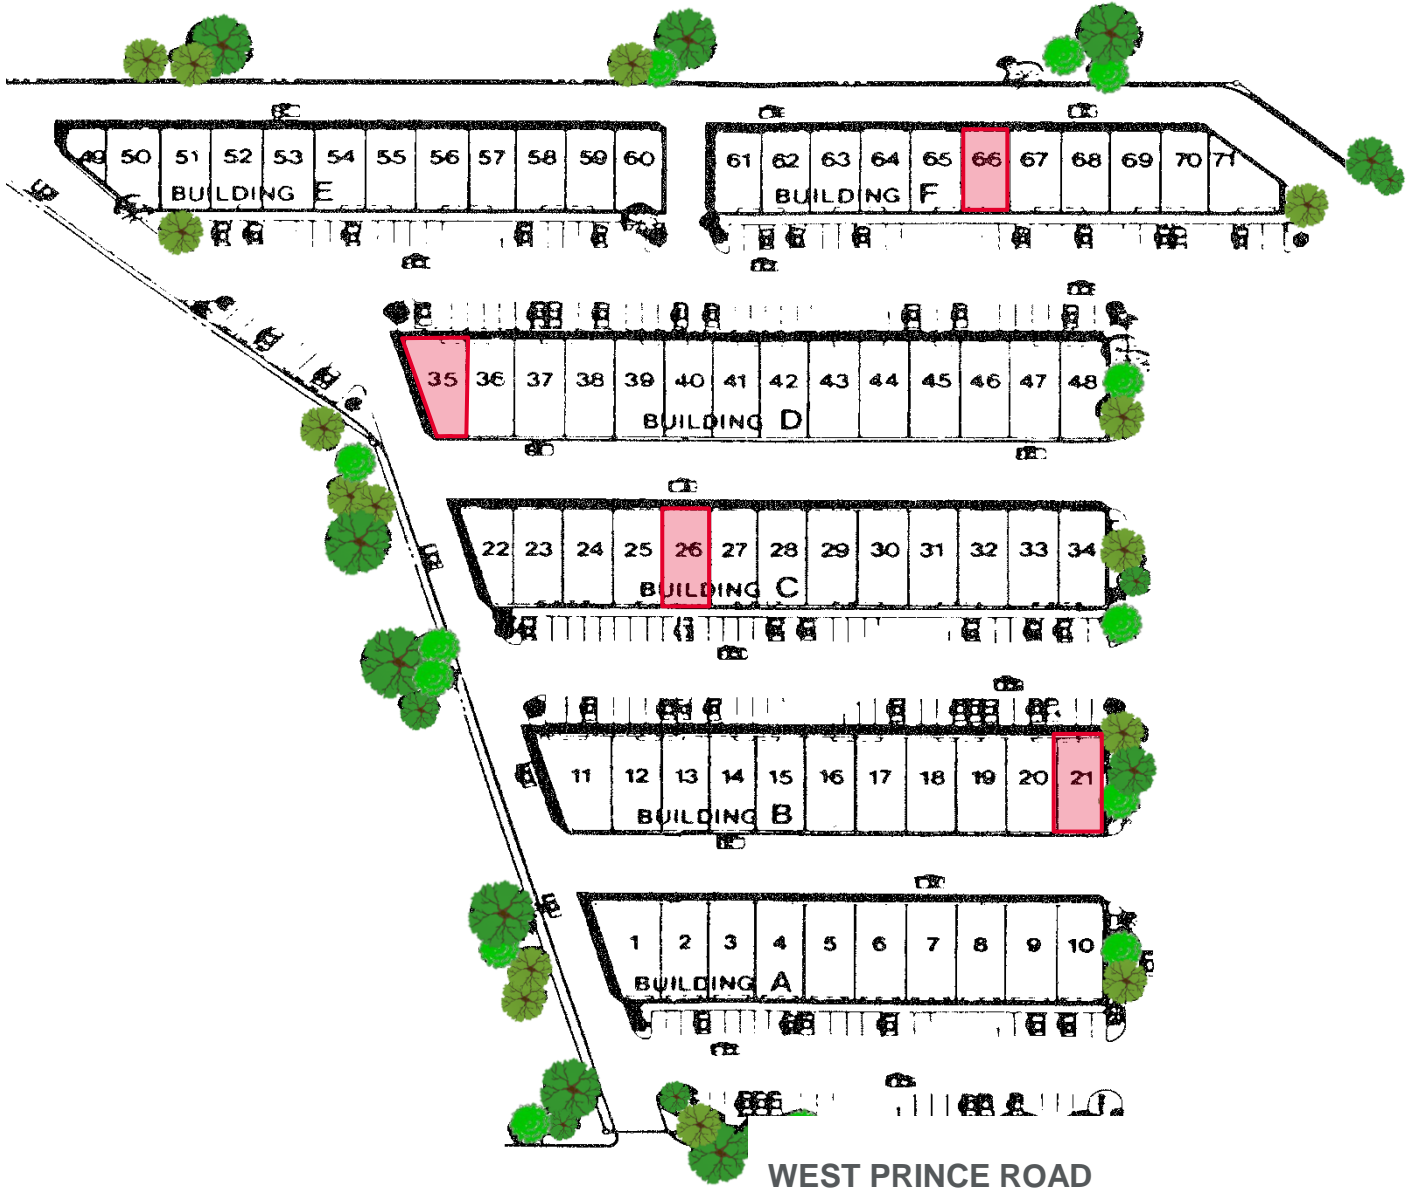 49 50 51 52 53 54 55 56 57 58 59 60
BUILDING E
61 62 63 64 65 66 67 68 69 70 71
BUILDING F
35 36 37 38 39 40 41 42 43 44 45 46 47 48
BUILDING D
22 23 24 25 26 27 28 29 30 31 32 33 34
BUILDING C
11 12 13 14 15 16 17 18 19 20 21
BUILDING B
1 2 3 4 5 6 7 8 9 10
BUILDING A
WEST PRINCE ROAD